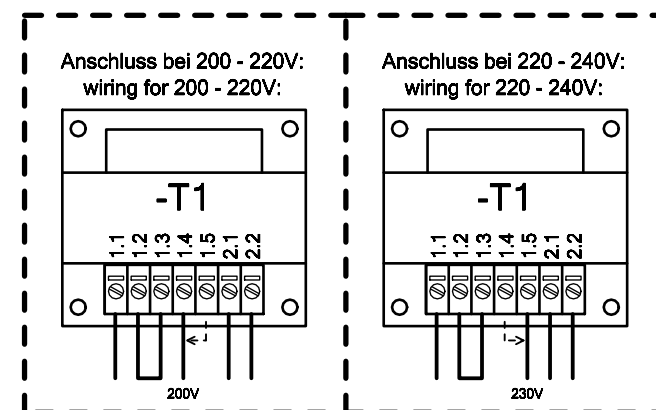 Anschluss bei 200 - 220V:
wiring for 200 - 220V:
-T1
1.1 1.2 1.3 1.4 1.5 2.1 2.2
200V
Anschluss bei 220 - 240V:
wiring for 220 - 240V:
-T1
1.1 1.2 1.3 1.4 1.5 2.1 2.2
230V